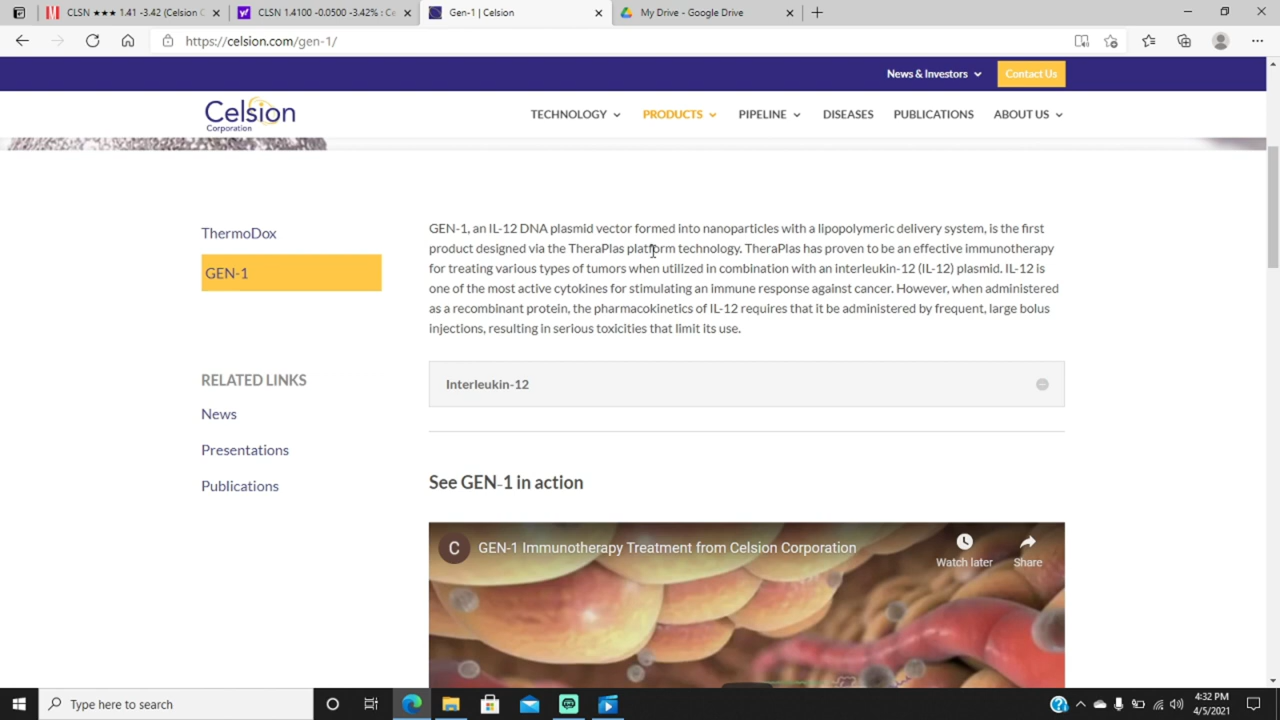 CLSN ★★★ 1.41 -3.42 (Celsion C
CLSN 1.4100 -0.0500 -3.42% : Ce
Gen-1 | Celsion
My Drive - Google Drive
https://celsion.com/gen-1/
News & Investors
Contact Us
Celsion
Corporation
TECHNOLOGY
PRODUCTS
PIPELINE
DISEASES
PUBLICATIONS
ABOUT US
ThermoDox
GEN-1
RELATED LINKS
News
Presentations
Publications
GEN-1, an IL-12 DNA plasmid vector formed into nanoparticles with a lipopolymeric delivery system, is the first
product designed via the TheraPlas platform technology. TheraPlas has proven to be an effective immunotherapy
for treating various types of tumors when utilized in combination with an interleukin-12 (IL-12) plasmid. IL-12 is
one of the most active cytokines for stimulating an immune response against cancer. However, when administered
as a recombinant protein, the pharmacokinetics of IL-12 requires that it be administered by frequent, large bolus
injections, resulting in serious toxicities that limit its use.
Interleukin-12
See GEN-1 in action
C
GEN-1 Immunotherapy Treatment from Celsion Corporation
Watch later
Share
Type here to search
4:32 PM
4/5/2021